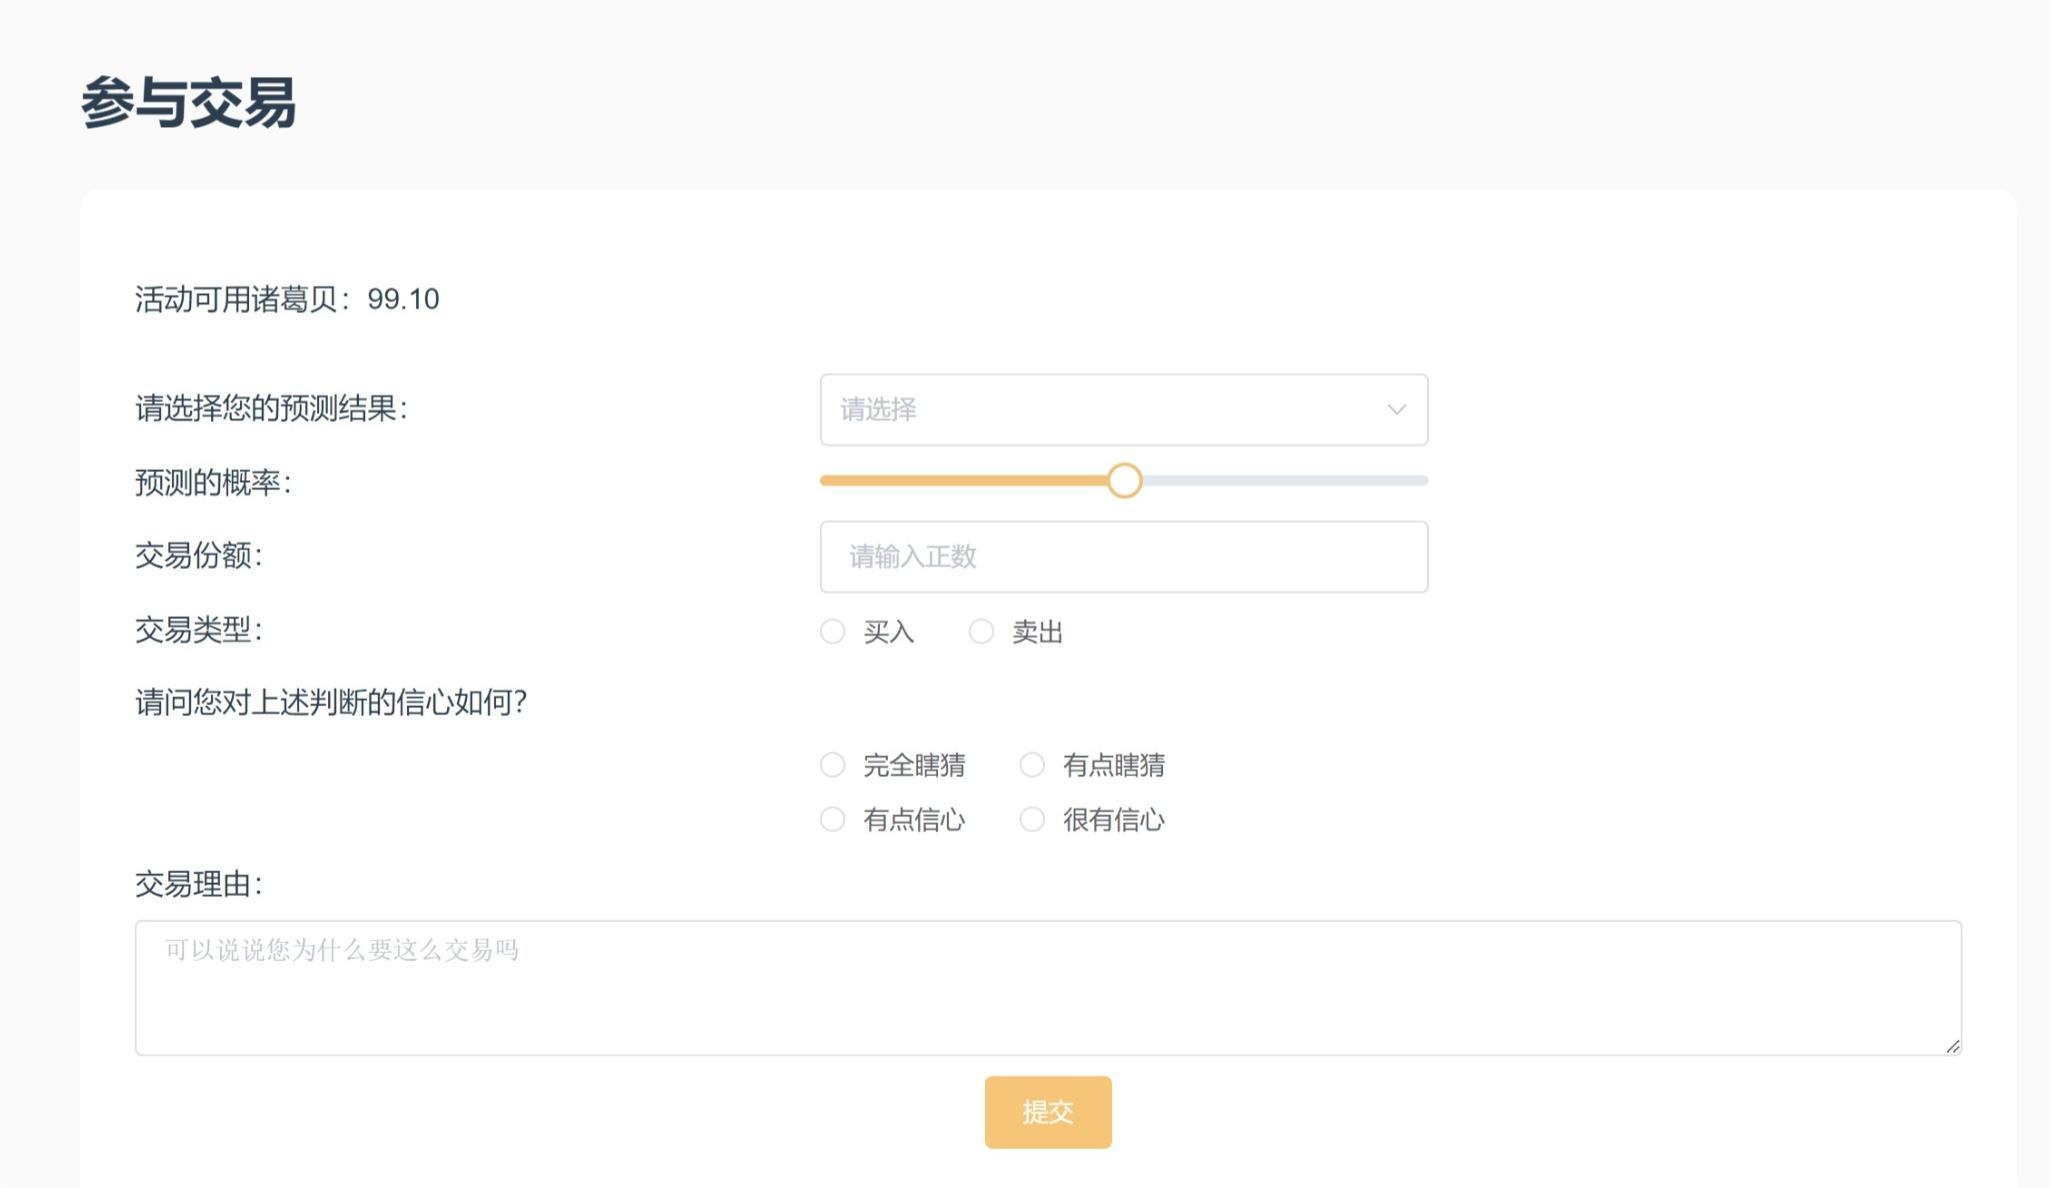 参与交易
活动可用诸葛贝：99.10
请选择您的预测结果：
请选择
预测的概率：
交易份额：
请输入正数
交易类型：
买入 卖出
请问您对上述判断的信心如何？
完全瞎猜 有点瞎猜
有点信心 很有信心
交易理由：
可以说说您为什么要这么交易吗
提交